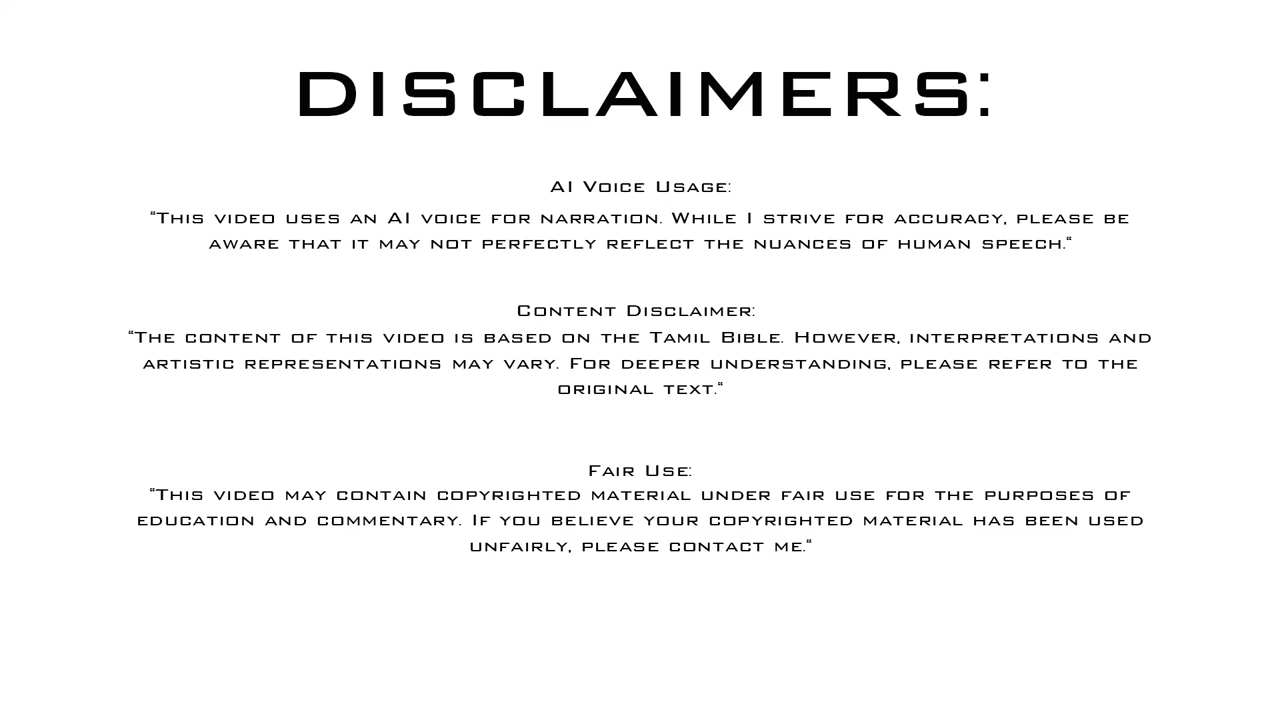 DISCLAIMERS:
AI Voice Usage:
“This video uses an AI voice for narration. While I strive for accuracy, please be
aware that it may not perfectly reflect the nuances of human speech.“
Content Disclaimer:
“The content of this video is based on the Tamil Bible. However, interpretations and
artistic representations may vary. For deeper understanding, please refer to the
original text.“
Fair Use:
“This video may contain copyrighted material under fair use for the purposes of
education and commentary. If you believe your copyrighted material has been used
unfairly, please contact me.“